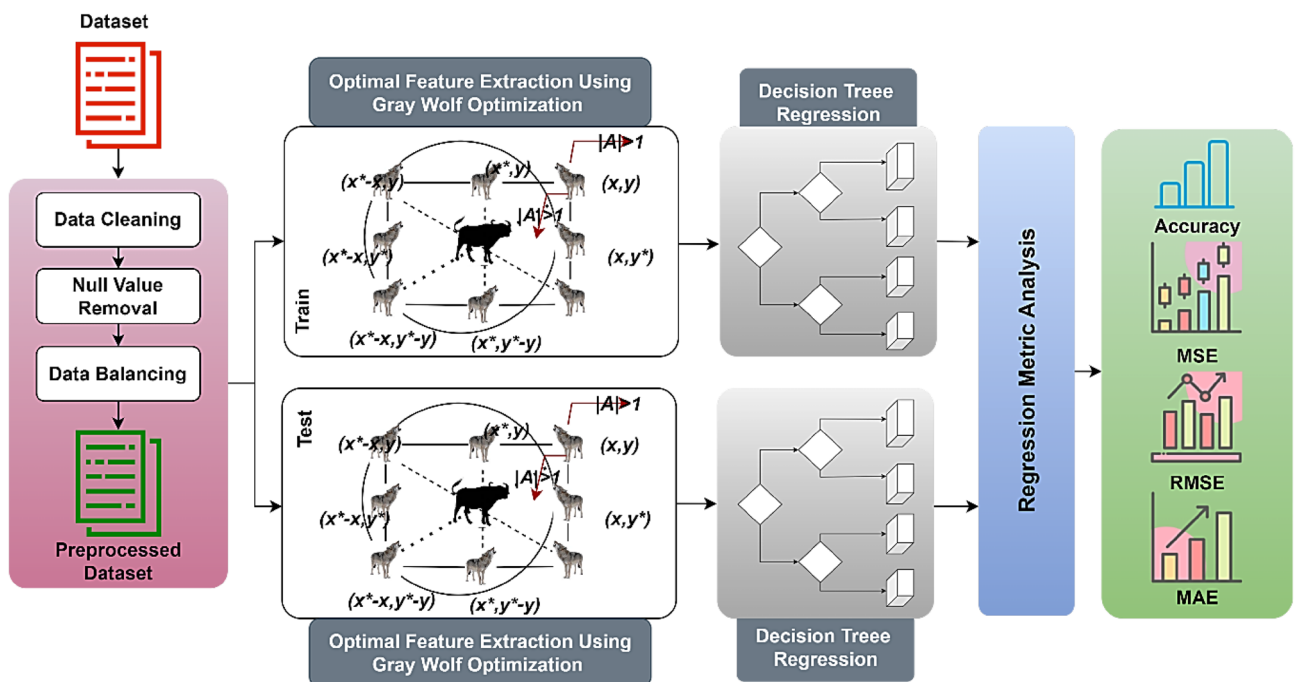 Dataset
Data Cleaning
Null Value
Removal
Data Balancing
Preprocessed
Dataset
Optimal Feature Extraction Using
Gray Wolf Optimization
Train
|A|>1
(x*-x,y)
(x*,y)
(x,y)
|A|>1
(x*-x,y*)
(x,y*)
(x*-x,y*-y)
(x*,y*-y)
Decision Treee
Regression
Test
|A|>1
(x*-x,y)
(x*,y)
(x,y)
|A|>1
(x*-x,y*)
(x,y*)
(x*-x,y*-y)
(x*,y*-y)
Optimal Feature Extraction Using
Gray Wolf Optimization
Decision Treee
Regression
Regression Metric Analysis
Accuracy
MSE
RMSE
MAE